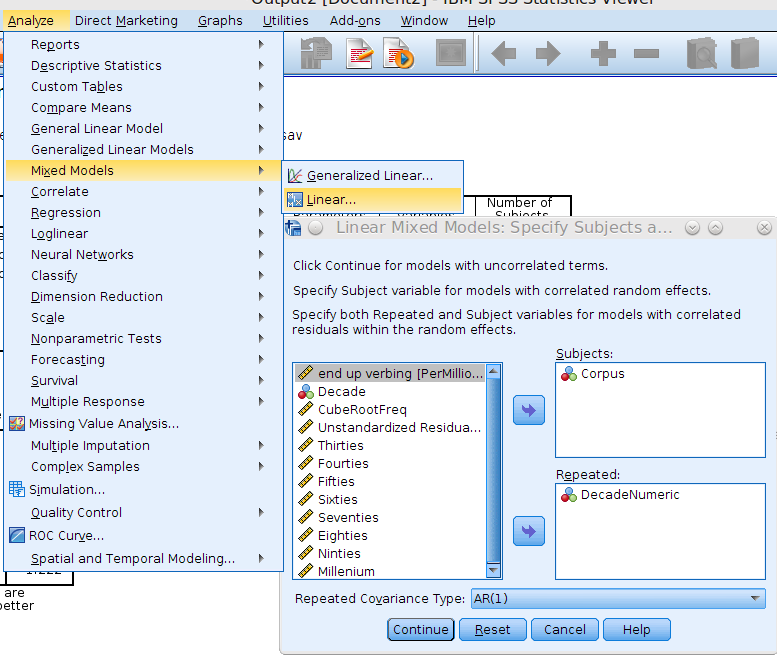 Output2 [Document2] - IBM SPSS Statistics Viewer
Analyze Direct Marketing Graphs Utilities Add-ons Window Help
Reports
Descriptive Statistics
Custom Tables
Compare Means
General Linear Model
sav
Generalized Linear Models
Mixed Models
Generalized Linear...
Correlate
Linear...
Number of
Subjects
Regression
Linear Mixed Models: Specify Subjects a...
Loglinear
Neural Networks
Classify
Dimension Reduction
Scale
Nonparametric Tests
Forecasting
Survival
Multiple Response
Missing Value Analysis...
Multiple Imputation
Complex Samples
Simulation...
Quality Control
ROC Curve...
Spatial and Temporal Modeling...
are
better
Click Continue for models with uncorrelated terms.
Specify Subject variable for models with correlated random effects.
Specify both Repeated and Subject variables for models with correlated
residuals within the random effects.
end up verbing [PerMillio...
Decade
CubeRootFreq
Unstandardized Residua...
Thirties
Fourties
Fifties
Sixties
Seventies
Eighties
Ninties
Millenium
Subjects:
Corpus
Repeated:
DecadeNumeric
Repeated Covariance Type: AR(1)
Continue Reset Cancel Help